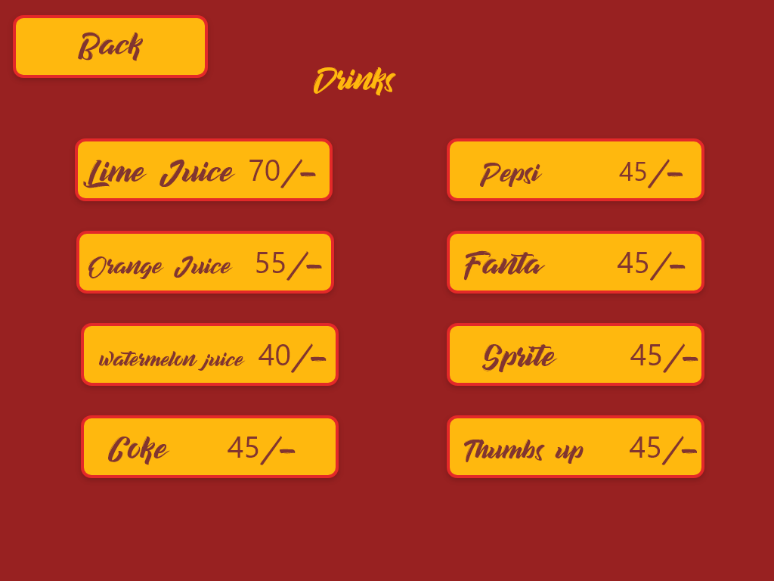 Back
Drinks
Lime Juice 70/-
Pepsi 45/-
Orange Juice 55/-
Fanta 45/-
watermelon juice 40/-
Sprite 45/-
Coke 45/-
Thumbs up 45/-